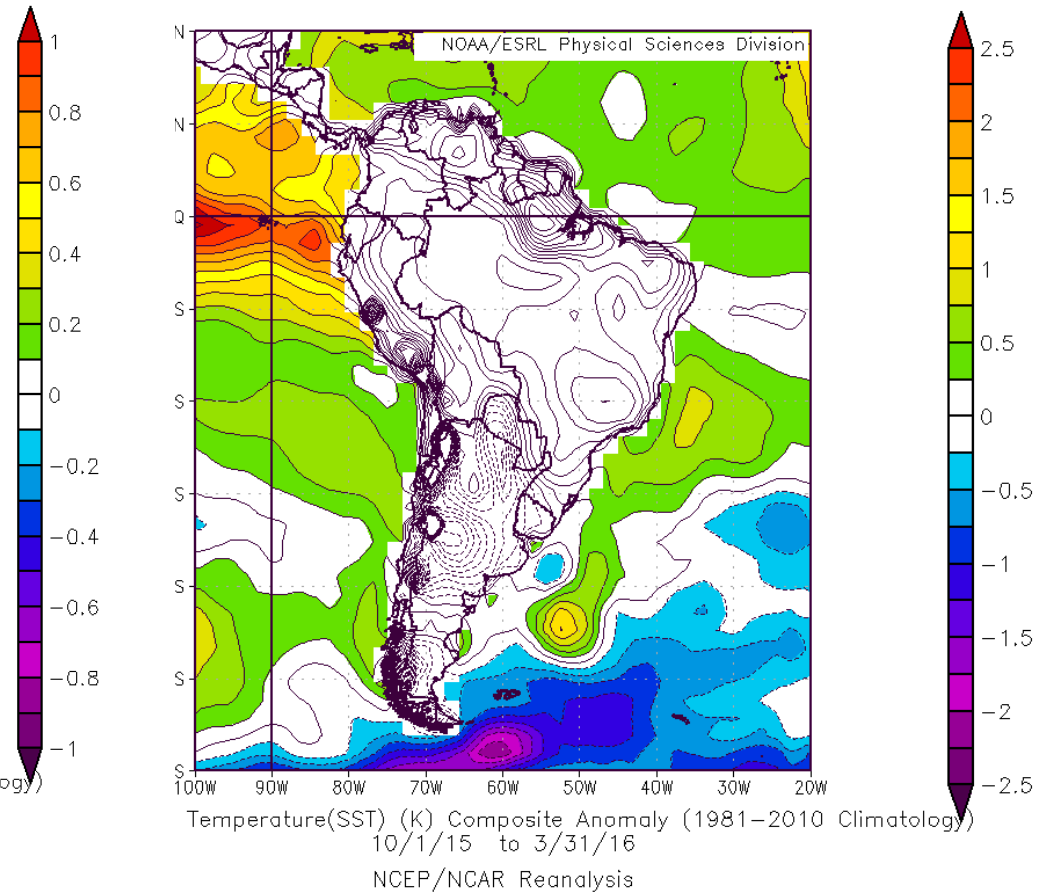 NOAA/ESRL Physical Sciences Division
1
0.8
0.6
0.4
0.2
0
−0.2
−0.4
−0.6
−0.8
−1
ogy)
N
N
Q
S
S
S
S
S
S
100W 90W 80W 70W 60W 50W 40W 30W 20W
2.5
2
1.5
1
0.5
0
−0.5
−1
−1.5
−2
−2.5
Temperature(SST) (K) Composite Anomaly (1981−2010 Climatology)
10/1/15 to 3/31/16
NCEP/NCAR Reanalysis